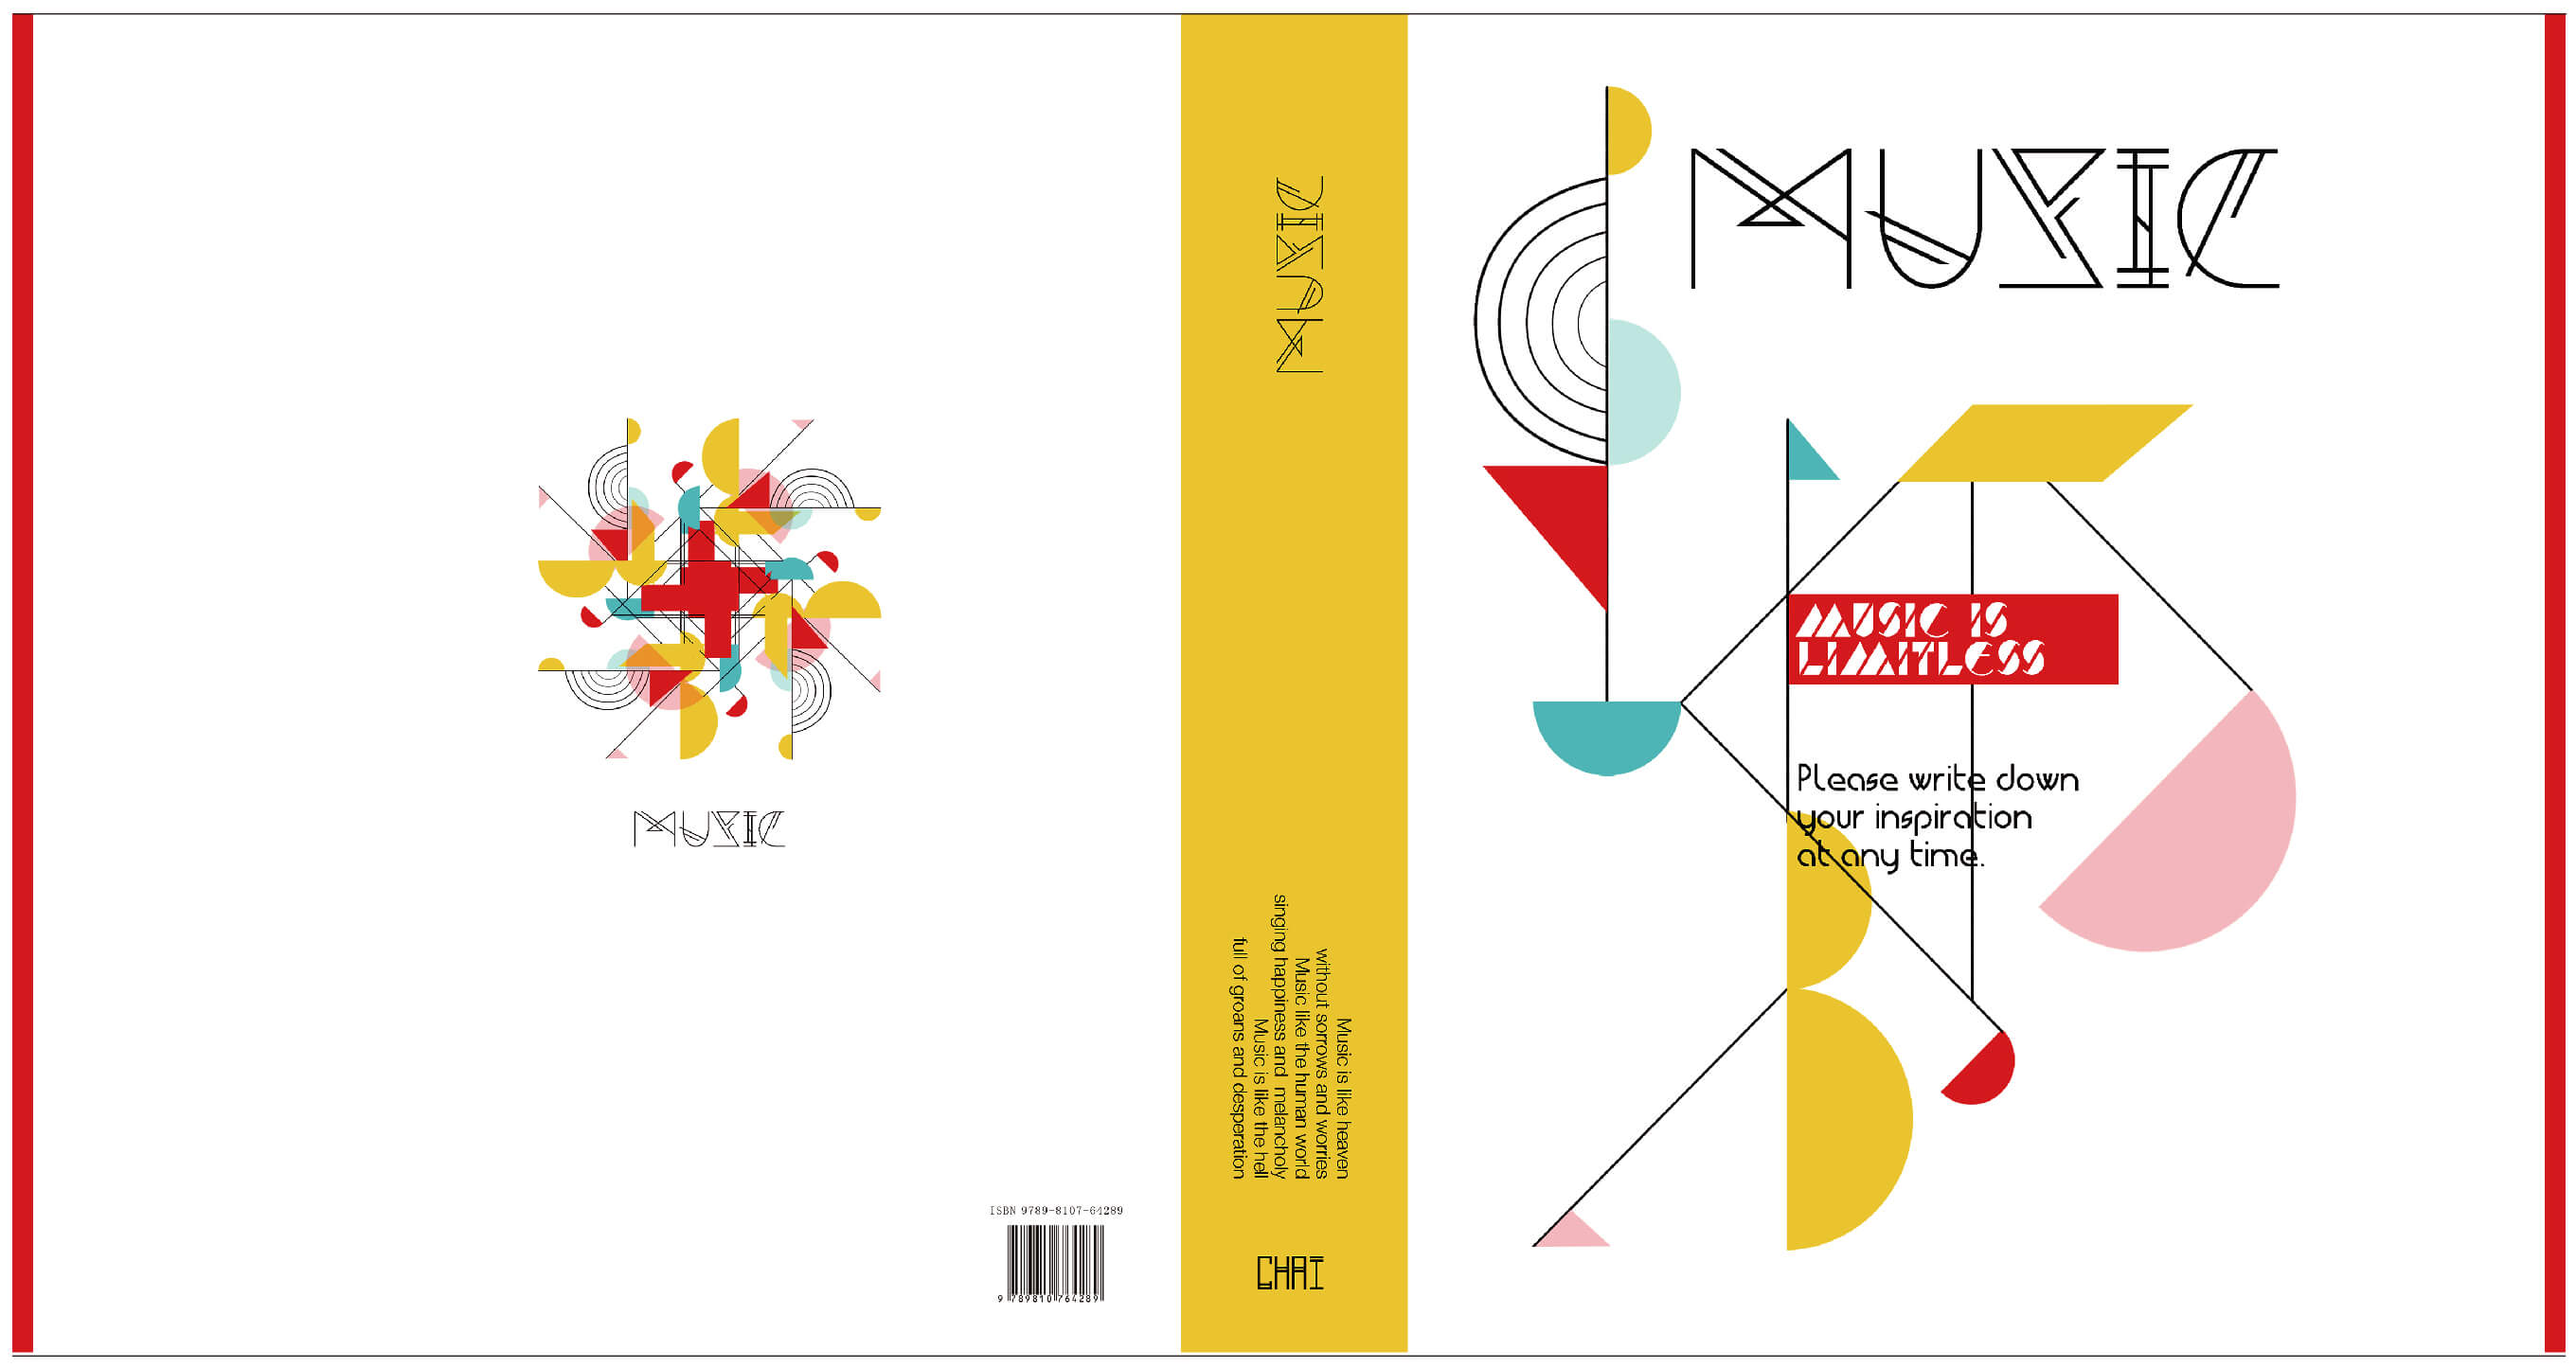 MUSIC
ISBN 9789-8107-64289
9 789810 764289
MUSIC
Music is like heaven
without sorrows and worries
Music like the human world
singing happiness and melancholy
Music is like the hell
full of groans and desperation
CHAI
MUSIC
MUSIC IS
LIMITLESS
Please write down
your inspiration
at any time.